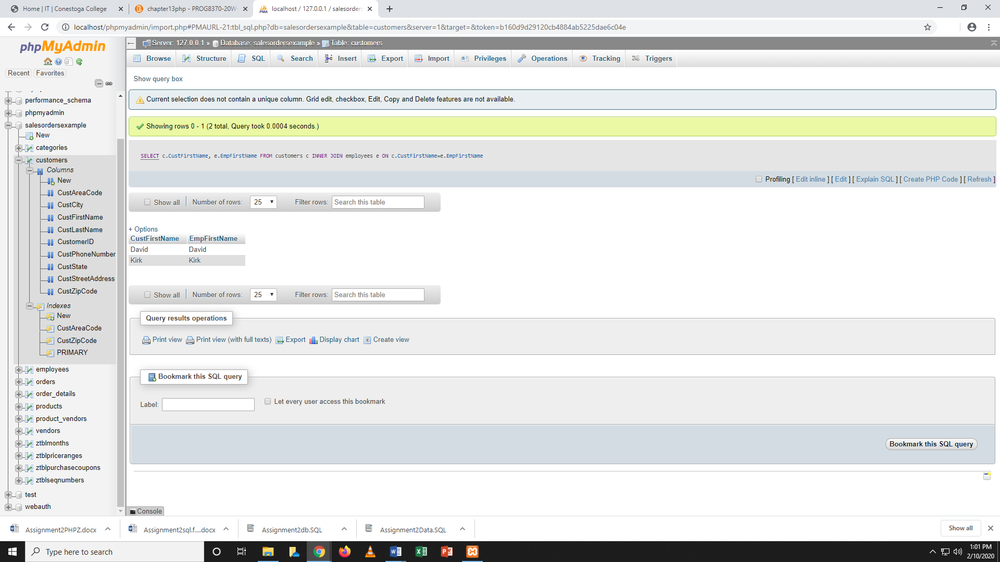 Home | IT | Conestoga College
chapter13php - PROG8370-20W-
localhost / 127.0.0.1 / salesorders
localhost/phpmyadmin/import.php#PMAURL-21:tbl_sql.php?db=salesordersexample&table=customers&server=1&target=&token=b160d9d29120cb4884ab5225dae6c04e
phpMyAdmin
Recent
Favorites
performance_schema
phpmyadmin
salesordersexample
New
categories
customers
Columns
New
CustAreaCode
CustCity
CustFirstName
CustLastName
CustomerID
CustPhoneNumber
CustState
CustStreetAddress
CustZipCode
Indexes
New
CustAreaCode
CustZipCode
PRIMARY
employees
orders
order_details
products
product_vendors
vendors
ztblmonths
ztblpriceranges
ztblpurchasecoupons
ztblseqnumbers
test
webauth
Server: 127.0.0.1 » Database: salesordersexample » Table: customers
Browse Structure SQL Search Insert Export Import Privileges Operations Tracking Triggers
Show query box
Current selection does not contain a unique column. Grid edit, checkbox, Edit, Copy and Delete features are not available.
Showing rows 0 - 1 (2 total, Query took 0.0004 seconds.)
SELECT c.CustFirstName, e.EmpFirstName FROM customers c INNER JOIN employees e ON c.CustFirstName=e.EmpFirstName
Profiling [ Edit inline ] [ Edit ] [ Explain SQL ] [ Create PHP Code ] [ Refresh ]
Show all Number of rows: 25 Filter rows: Search this table
+ Options
CustFirstName EmpFirstName
David David
Kirk Kirk
Show all Number of rows: 25 Filter rows: Search this table
Query results operations
Print view Print view (with full texts) Export Display chart Create view
Bookmark this SQL query
Label: Let every user access this bookmark
Bookmark this SQL query
Console
Assignment2PHPZ.docx
Assignment2sql.f....docx
Assignment2db.SQL
Assignment2Data.SQL
Show all
Type here to search
1:01 PM
2/10/2020